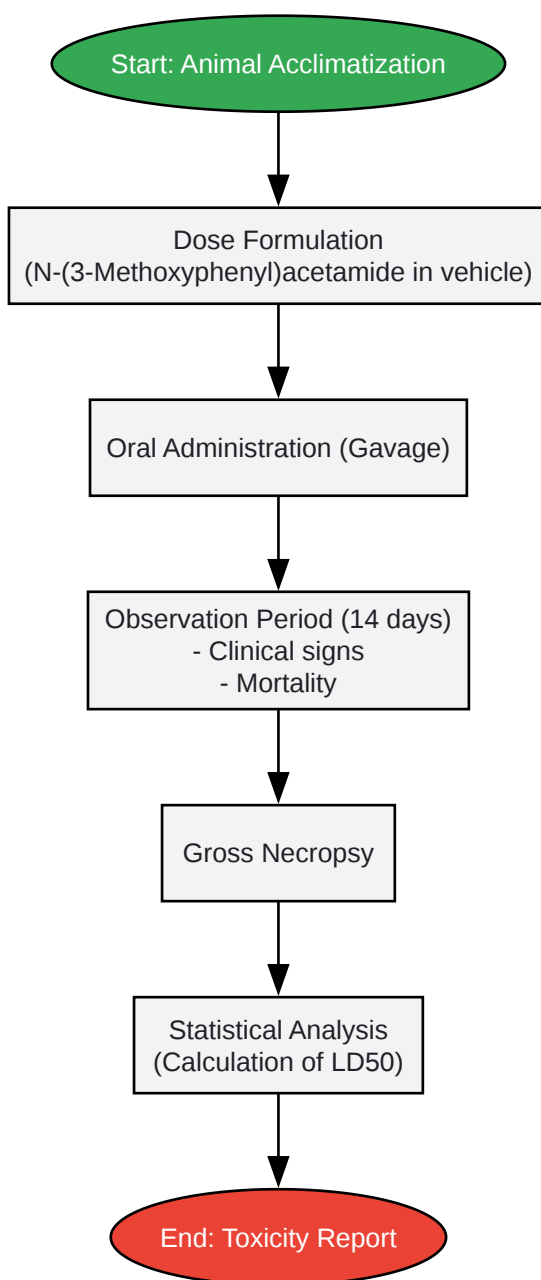 Start: Animal Acclimatization
Dose Formulation
(N-(3-Methoxyphenyl)acetamide in vehicle)
Oral Administration (Gavage)
Observation Period (14 days)
- Clinical signs
- Mortality
Gross Necropsy
Statistical Analysis
(Calculation of LD50)
End: Toxicity Report